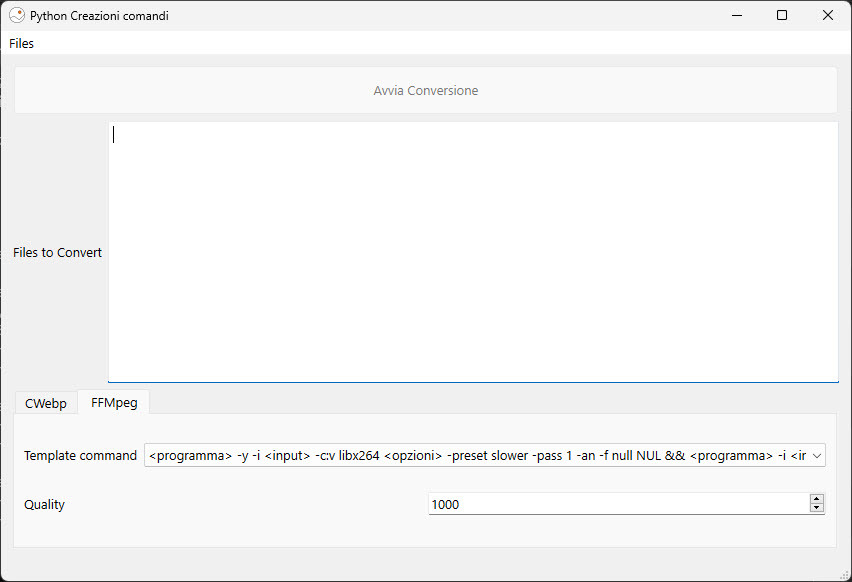 Python Creazioni comandi
Files
Avvia Conversione
Files to Convert
CWebp FFMpeg
Template command <programma> -y -i <input> -c:v libx264 <opzioni> -preset slower -pass 1 -an -f null NUL && <programma> -i
Quality 1000